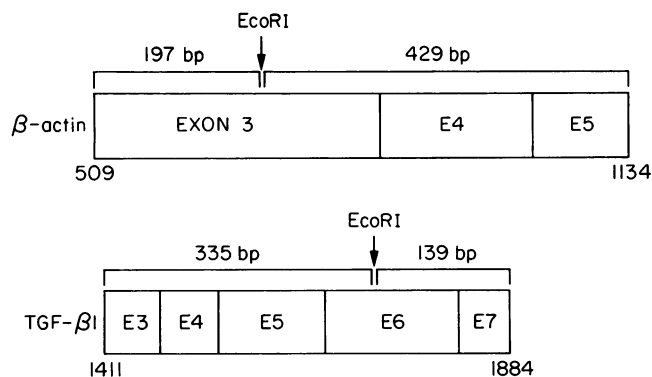 EcoRI
197 bp 429 bp
β-actin EXON 3 E4 E5
509 1134
EcoRI
335 bp 139 bp
TGF-β1 E3 E4 E5 E6 E7
1411 1884